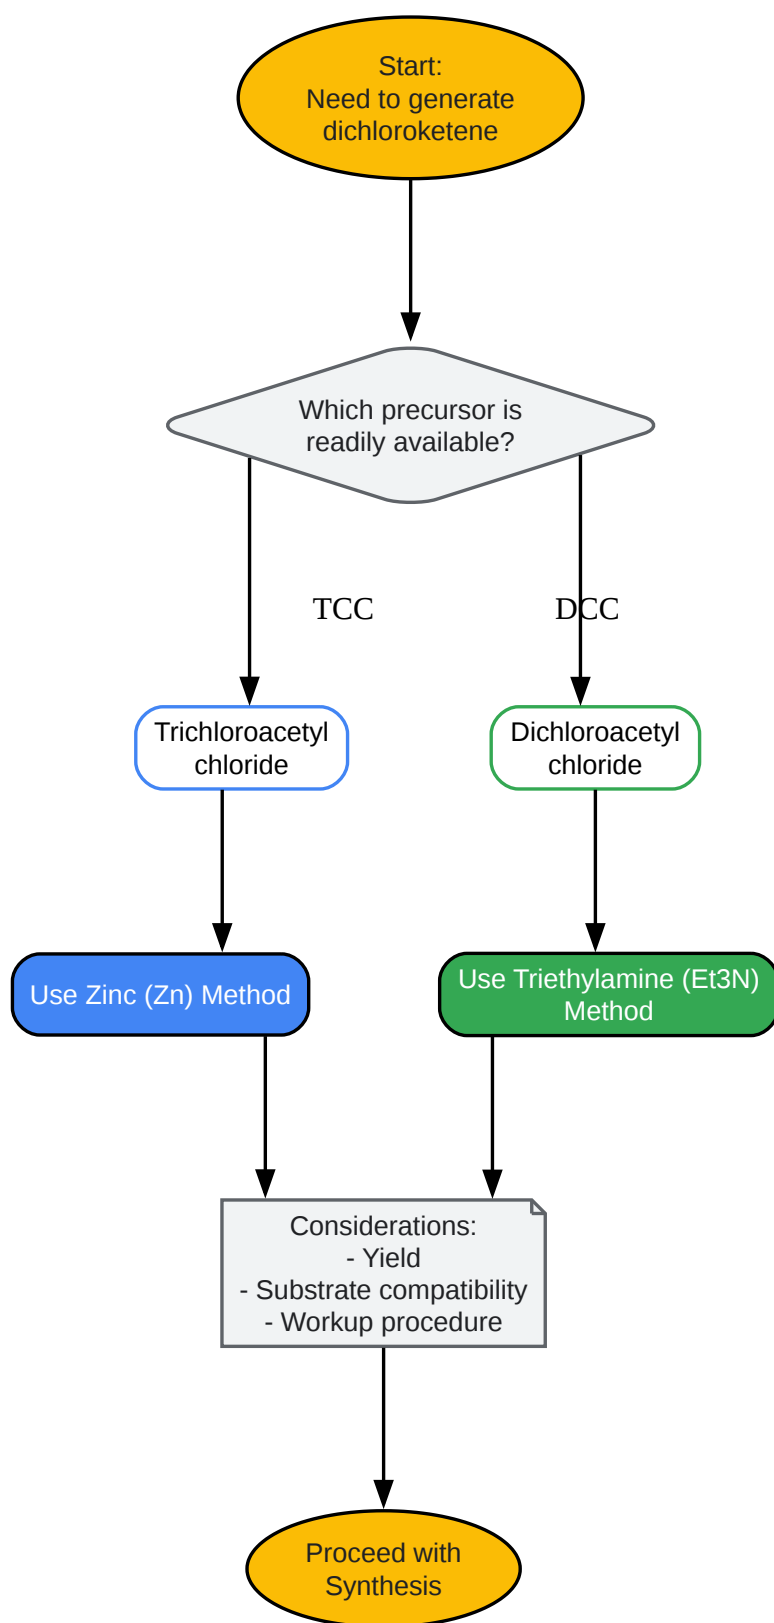 Start:
Need to generate
dichloroketene
Which precursor is
readily available?
TCC
DCC
Trichloroacetyl
chloride
Dichloroacetyl
chloride
Use Zinc (Zn) Method
Use Triethylamine (Et3N)
Method
Considerations:
- Yield
- Substrate compatibility
- Workup procedure
Proceed with
Synthesis